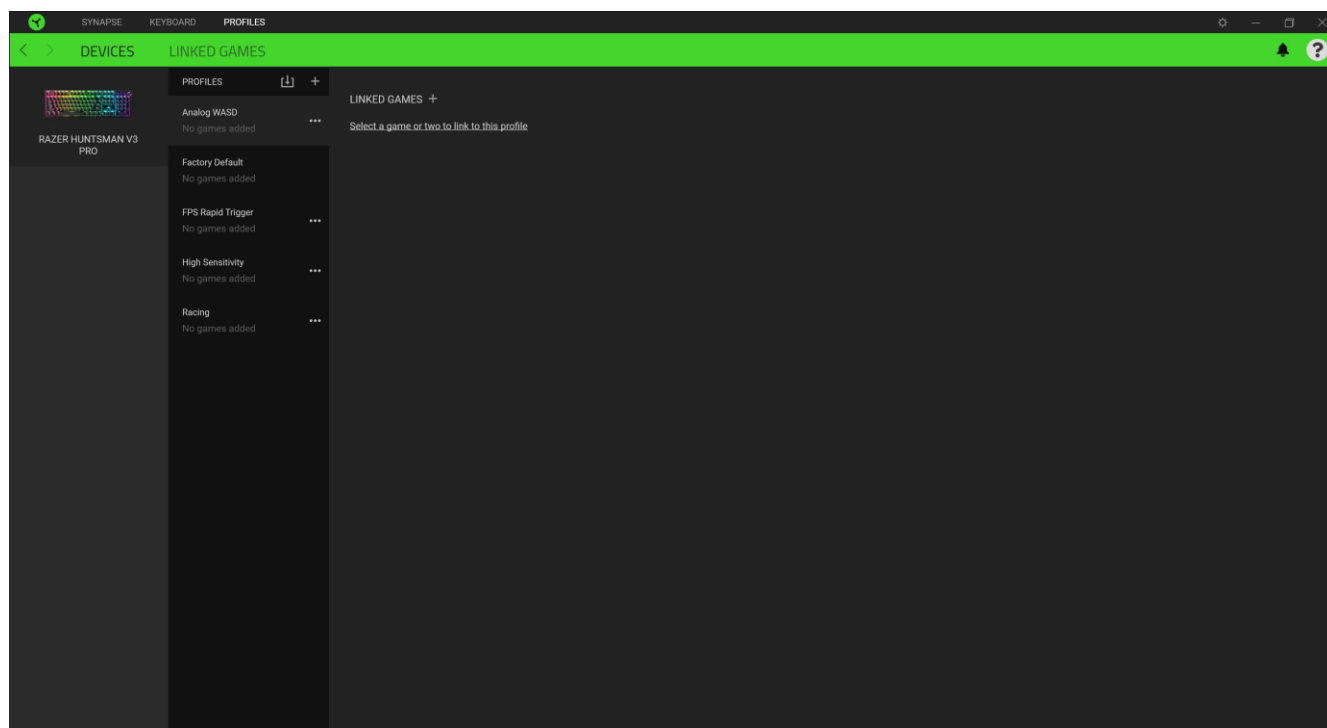 SYNAPSE KEYBOARD PROFILES
DEVICES LINKED GAMES
?
RAZER HUNTSMAN V3
PRO
PROFILES
Analog WASD
No games added
Factory Default
No games added
FPS Rapid Trigger
No games added
High Sensitivity
No games added
Racing
No games added
LINKED GAMES +
Select a game or two to link to this profile